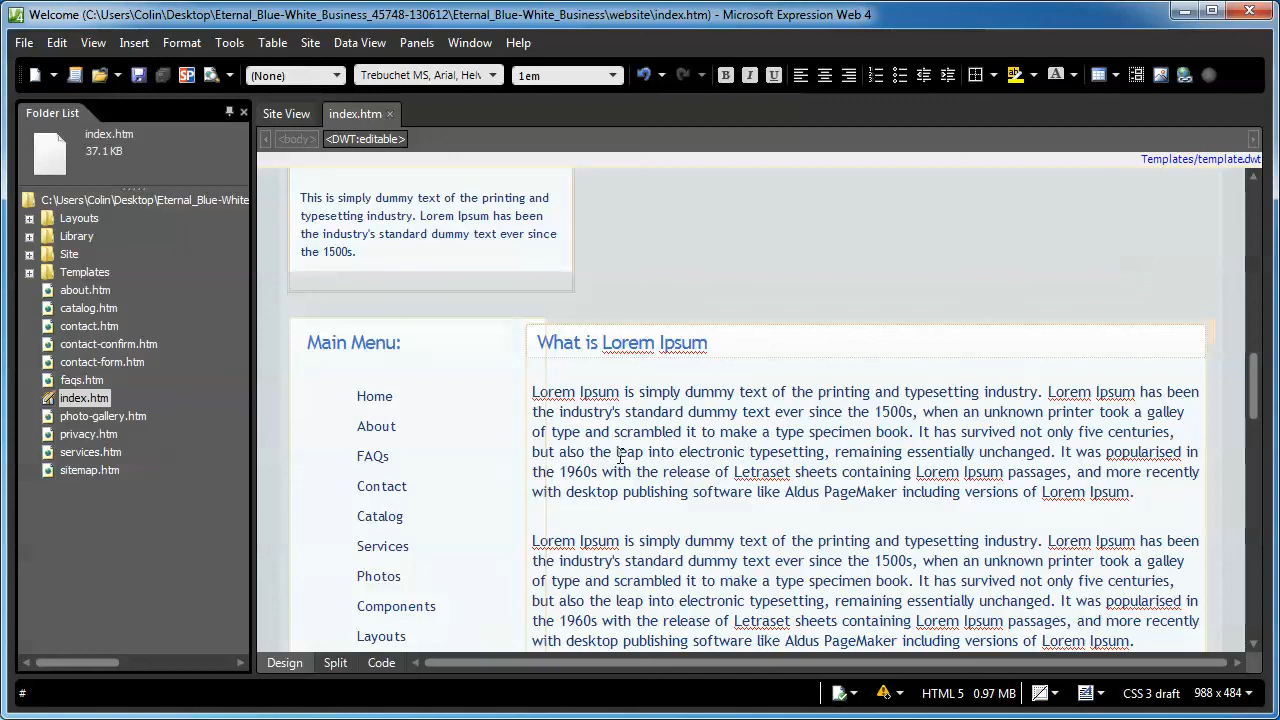 Welcome (C:\Users\Colin\Desktop\Eternal_Blue-White_Business_45748-130612\Eternal_Blue-White_Business\website\index.htm) - Microsoft Expression Web 4
File Edit View Insert Format Tools Table Site Data View Panels Window Help
(None) Trebuchet MS, Arial, Helv 1em B I U A
Folder List
Site View index.htm
index.htm
37.1 KB
<body> <DWT:editable>
Templates/template.dwt
C:\Users\Colin\Desktop\Eternal_Blue-White
Layouts
Library
Site
Templates
about.htm
catalog.htm
contact.htm
contact-confirm.htm
contact-form.htm
faqs.htm
index.htm
photo-gallery.htm
privacy.htm
services.htm
sitemap.htm
This is simply dummy text of the printing and
typesetting industry. Lorem Ipsum has been
the industry's standard dummy text ever since
the 1500s.
Main Menu:
Home
About
FAQs
Contact
Catalog
Services
Photos
Components
Layouts
What is Lorem Ipsum
Lorem Ipsum is simply dummy text of the printing and typesetting industry. Lorem Ipsum has been
the industry's standard dummy text ever since the 1500s, when an unknown printer took a galley
of type and scrambled it to make a type specimen book. It has survived not only five centuries,
but also the leap into electronic typesetting, remaining essentially unchanged. It was popularised in
the 1960s with the release of Letraset sheets containing Lorem Ipsum passages, and more recently
with desktop publishing software like Aldus PageMaker including versions of Lorem Ipsum.
Lorem Ipsum is simply dummy text of the printing and typesetting industry. Lorem Ipsum has been
the industry's standard dummy text ever since the 1500s, when an unknown printer took a galley
of type and scrambled it to make a type specimen book. It has survived not only five centuries,
but also the leap into electronic typesetting, remaining essentially unchanged. It was popularised in
the 1960s with the release of Letraset sheets containing Lorem Ipsum passages, and more recently
with desktop publishing software like Aldus PageMaker including versions of Lorem Ipsum.
Design Split Code
# HTML 5 0.97 MB CSS 3 draft 988 x 484